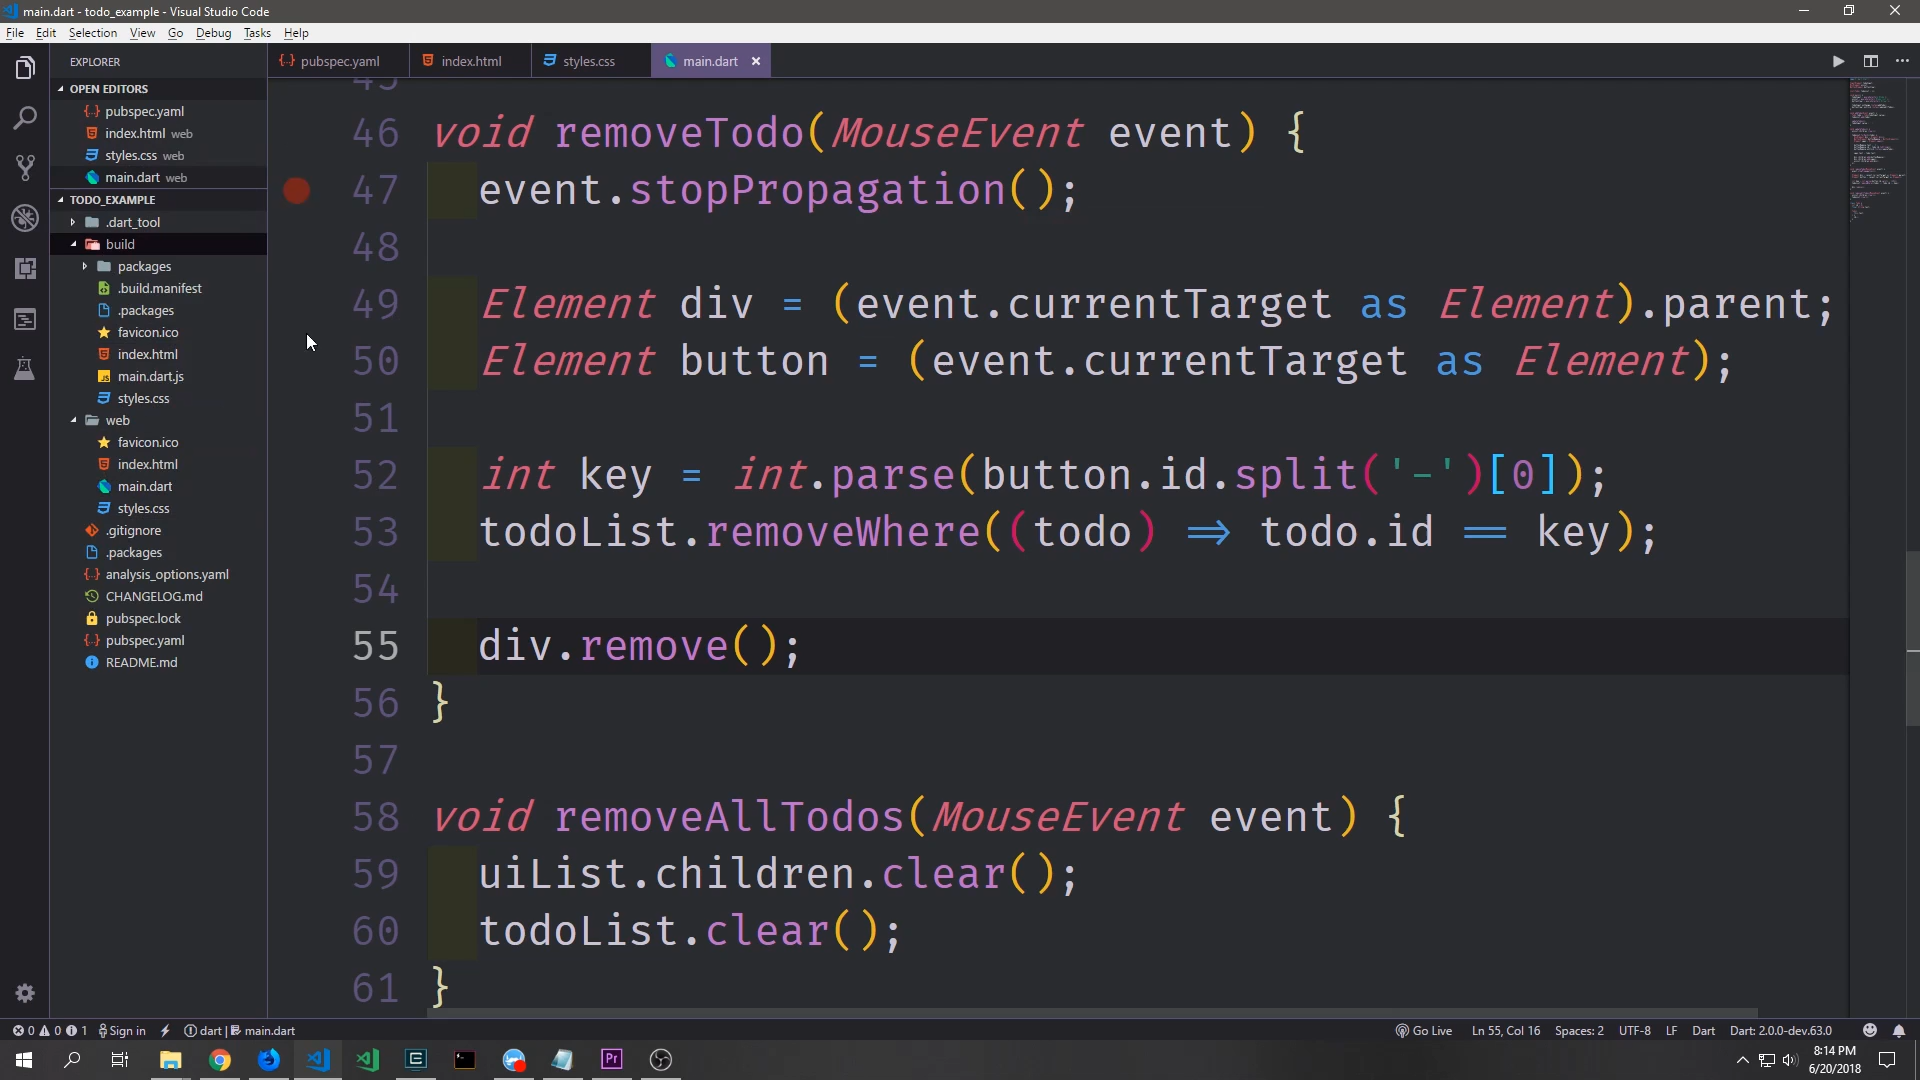 main.dart - todo_example - Visual Studio Code
File Edit Selection View Go Debug Tasks Help
EXPLORER
OPEN EDITORS
pubspec.yaml
index.html web
styles.css web
main.dart web
TODO_EXAMPLE
.dart_tool
build
packages
.build.manifest
.packages
favicon.ico
index.html
main.dart.js
styles.css
web
favicon.ico
index.html
main.dart
styles.css
.gitignore
.packages
analysis_options.yaml
CHANGELOG.md
pubspec.lock
pubspec.yaml
README.md
pubspec.yaml index.html styles.css main.dart
45
46 void removeTodo(MouseEvent event) {
47 event.stopPropagation();
48
49 Element div = (event.currentTarget as Element).parent;
50 Element button = (event.currentTarget as Element);
51
52 int key = int.parse(button.id.split('-')[0]);
53 todoList.removeWhere((todo) => todo.id == key);
54
55 div.remove();
56 }
57
58 void removeAllTodos(MouseEvent event) {
59 uiList.children.clear();
60 todoList.clear();
61 }
0 0 1 Sign in dart | main.dart Go Live Ln 55, Col 16 Spaces: 2 UTF-8 LF Dart Dart: 2.0.0-dev.63.0
Pr
8:14 PM
6/20/2018